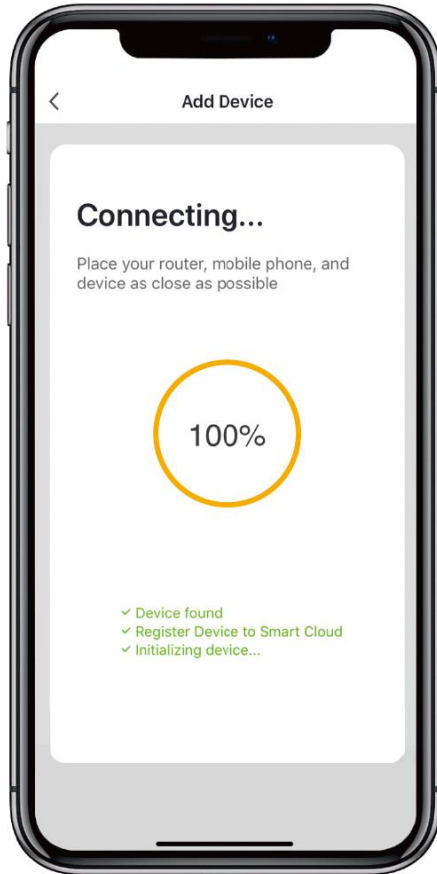 Add Device
Connecting...
Place your router, mobile phone, and
device as close as possible
100%
✓ Device found
✓ Register Device to Smart Cloud
✓ Initializing device...